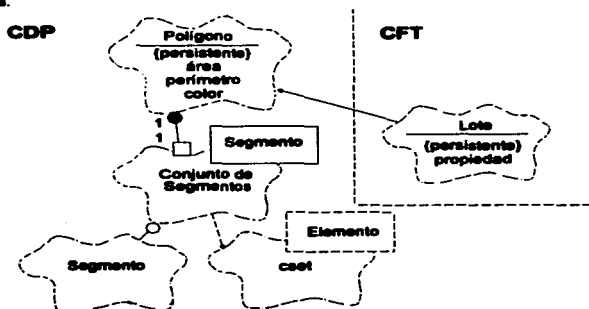 CDP
CFT
Polígono
{persistente}
área
perímetro
color
1
1
Segmento
Conjunto de
Segmentos
Lote
{persistente}
propiedad
Elemento
Segmento
cset